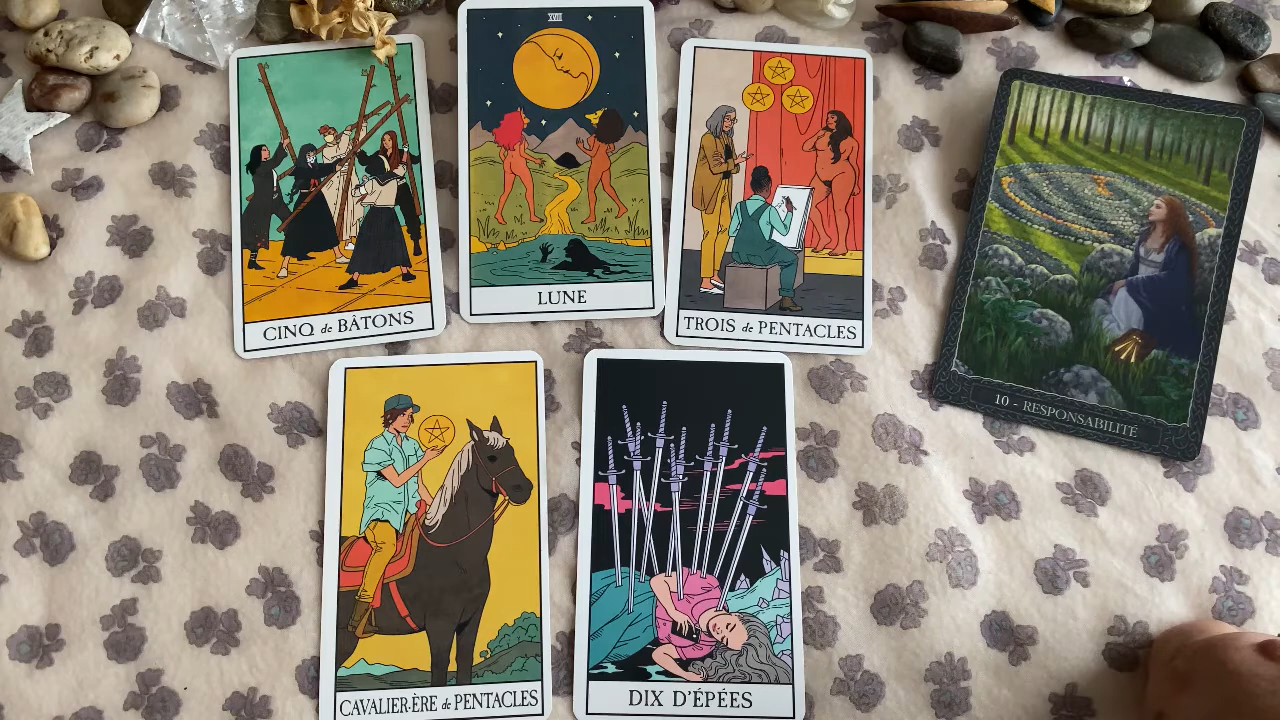 XVIII
CINQ de BÂTONS
LUNE
TROIS de PENTACLES
10 - RESPONSABILITÉ
CAVALIER·ÈRE de PENTACLES
DIX D'ÉPÉES